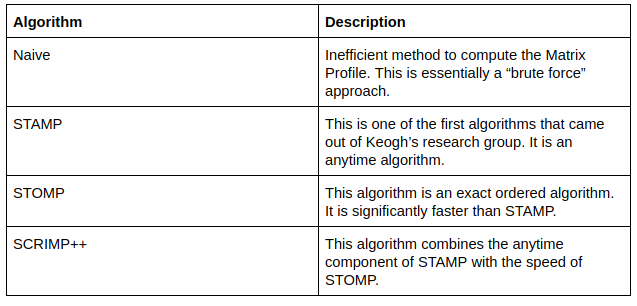 Algorithm
Description
Naive
Inefficient method to compute the Matrix
Profile. This is essentially a “brute force”
approach.
STAMP
This is one of the first algorithms that came
out of Keogh’s research group. It is an
anytime algorithm.
STOMP
This algorithm is an exact ordered algorithm.
It is significantly faster than STAMP.
SCRIMP++
This algorithm combines the anytime
component of STAMP with the speed of
STOMP.